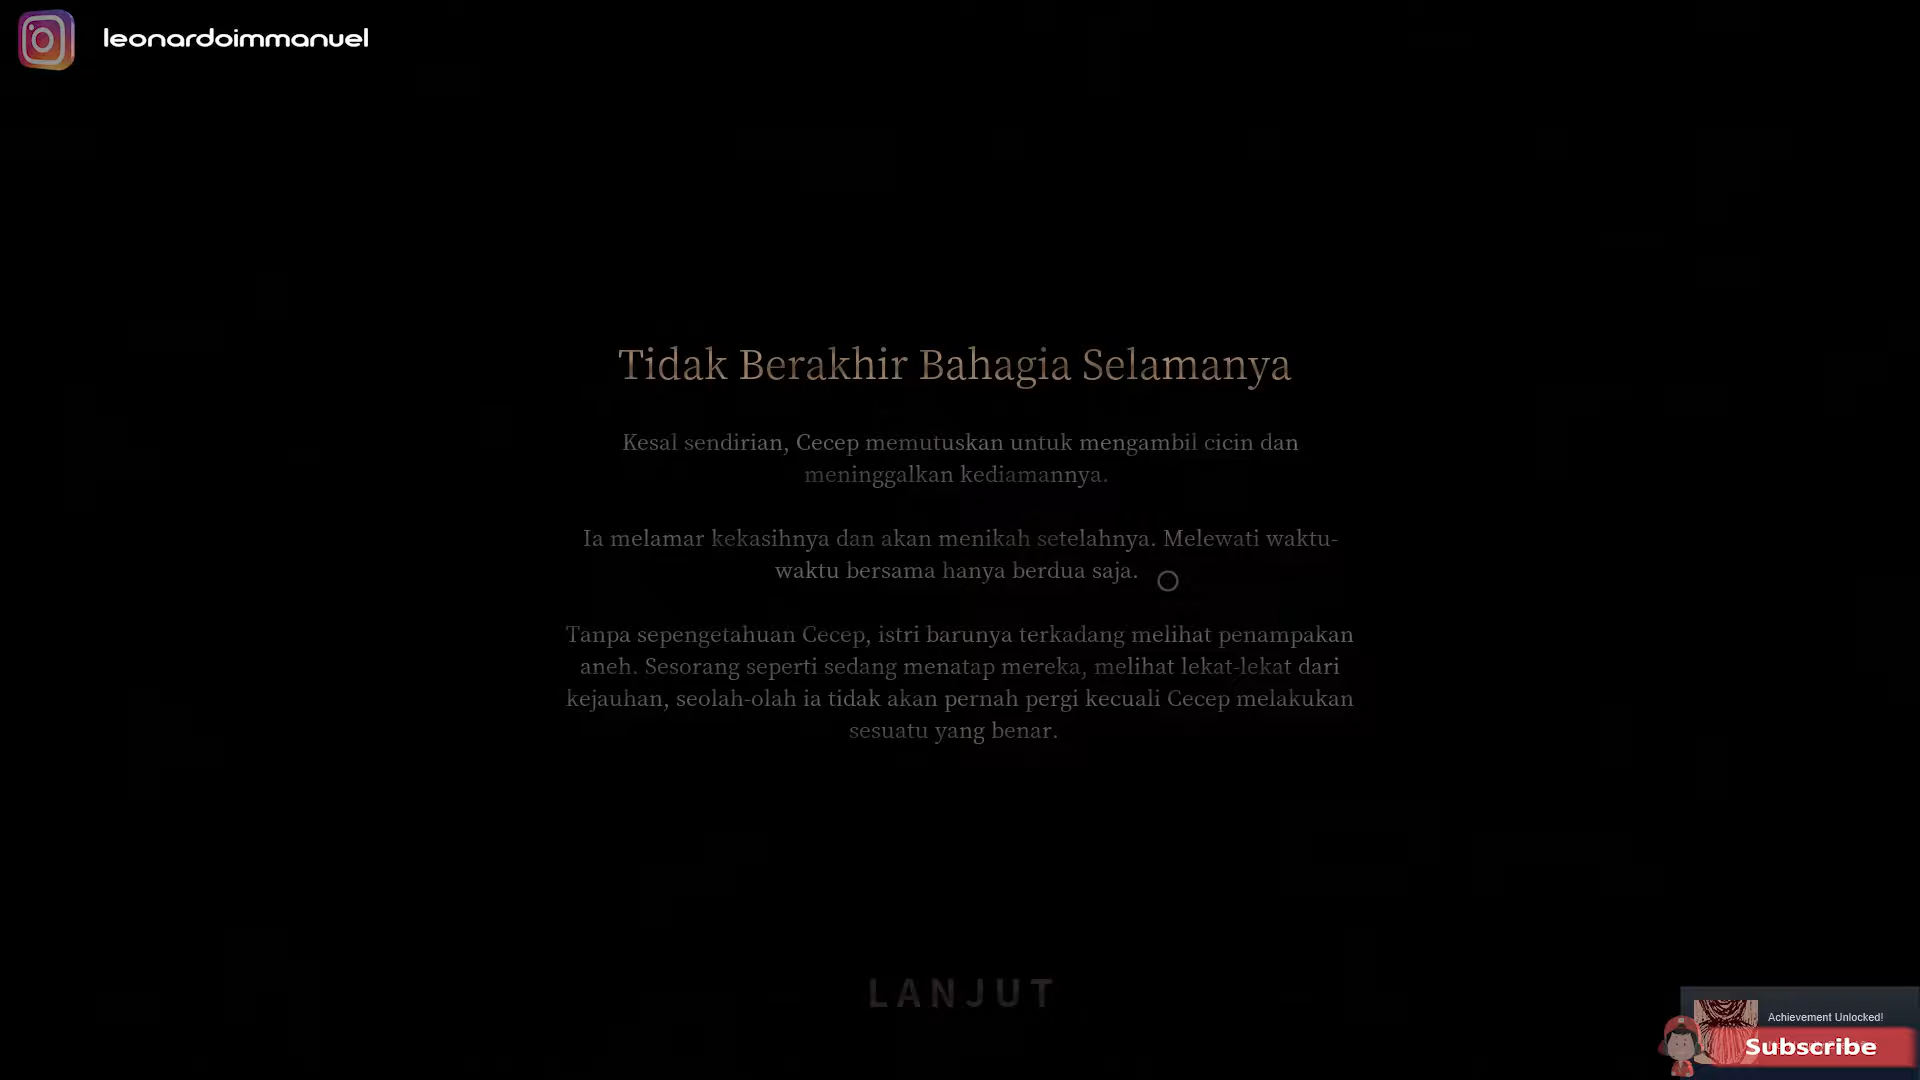 leonardoimmanuel
Tidak Berakhir Bahagia Selamanya
Kesal sendirian, Cecep memutuskan untuk mengambil cicin dan
meninggalkan kediamannya.
Ia melamar kekasihnya dan akan menikah setelahnya. Melewati waktu-
waktu bersama hanya berdua saja.
Tanpa sepengetahuan Cecep, istri barunya terkadang melihat penampakan
aneh. Sesorang seperti sedang menatap mereka, melihat lekat-lekat dari
kejauhan, seolah-olah ia tidak akan pernah pergi kecuali Cecep melakukan
sesuatu yang benar.
LANJUT
Achievement Unlocked!
Subscribe